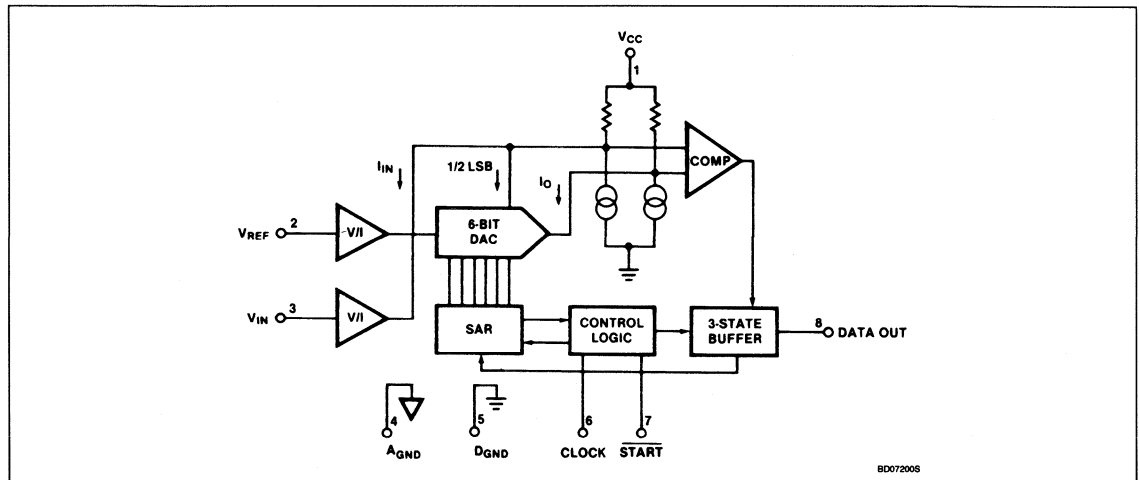 VCC
1
IIN
1/2 LSB
IO
COMP
VREF
2
V/I
6-BIT
DAC
VIN
3
V/I
SAR
CONTROL
LOGIC
3-STATE
BUFFER
8
DATA OUT
4
AGND
5
DGND
6
CLOCK
7
START
BD07200S